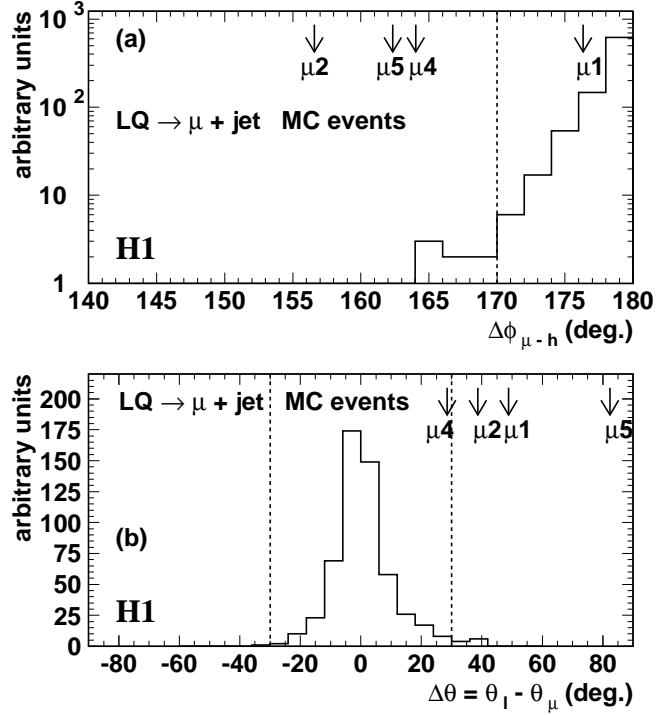 (a)
μ2 μ5 μ4 μ1
LQ → μ + jet MC events
H1
arbitrary units
10³
10²
10
1
140 145 150 155 160 165 170 175 180
Δϕ μ - h (deg.)
LQ → μ + jet MC events
μ4 μ2 μ1 μ5
(b)
H1
arbitrary units
200
175
150
125
100
75
50
25
0
-80 -60 -40 -20 0 20 40 60 80
Δθ = θ l - θ μ (deg.)